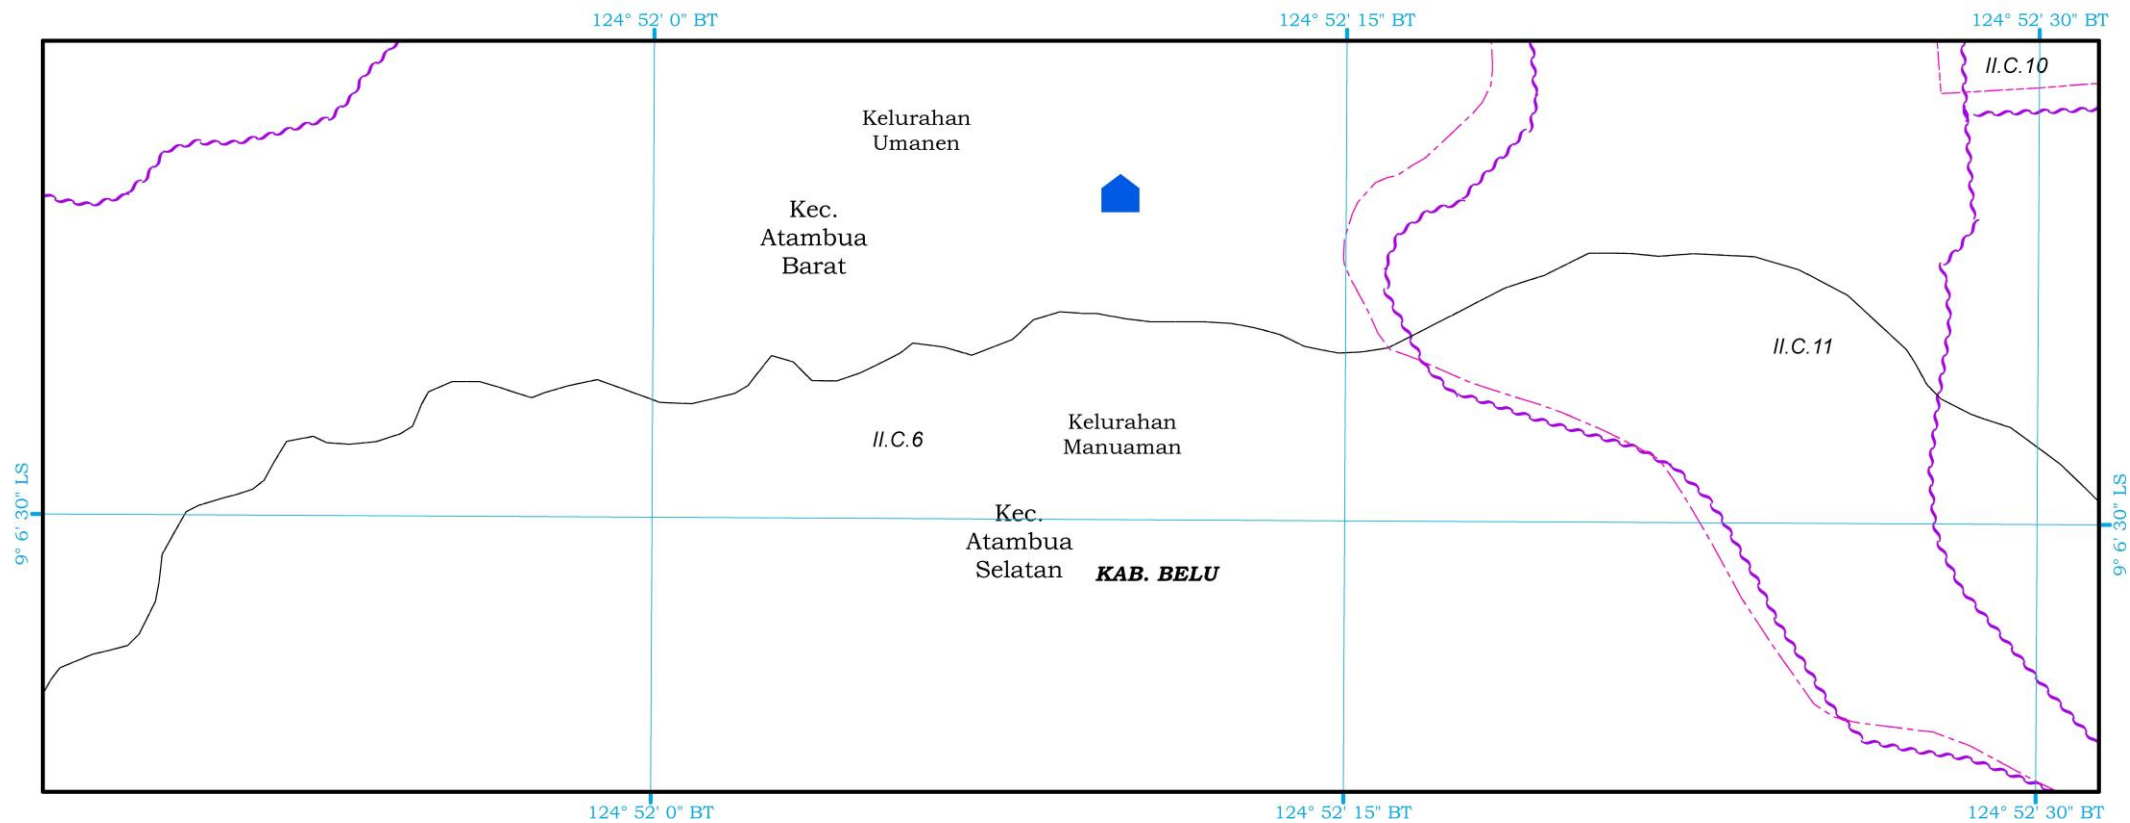 124° 52' 0" BT
124° 52' 15" BT
124° 52' 30" BT
II.C.10
Kelurahan
Umanen
Kec.
Atambua
Barat
II.C.11
Kelurahan
Manuaman
II.C.6
9° 6' 30" LS
9° 6' 30" LS
Kec.
Atambua
Selatan
KAB. BELU
124° 52' 0" BT
124° 52' 15" BT
124° 52' 30" BT